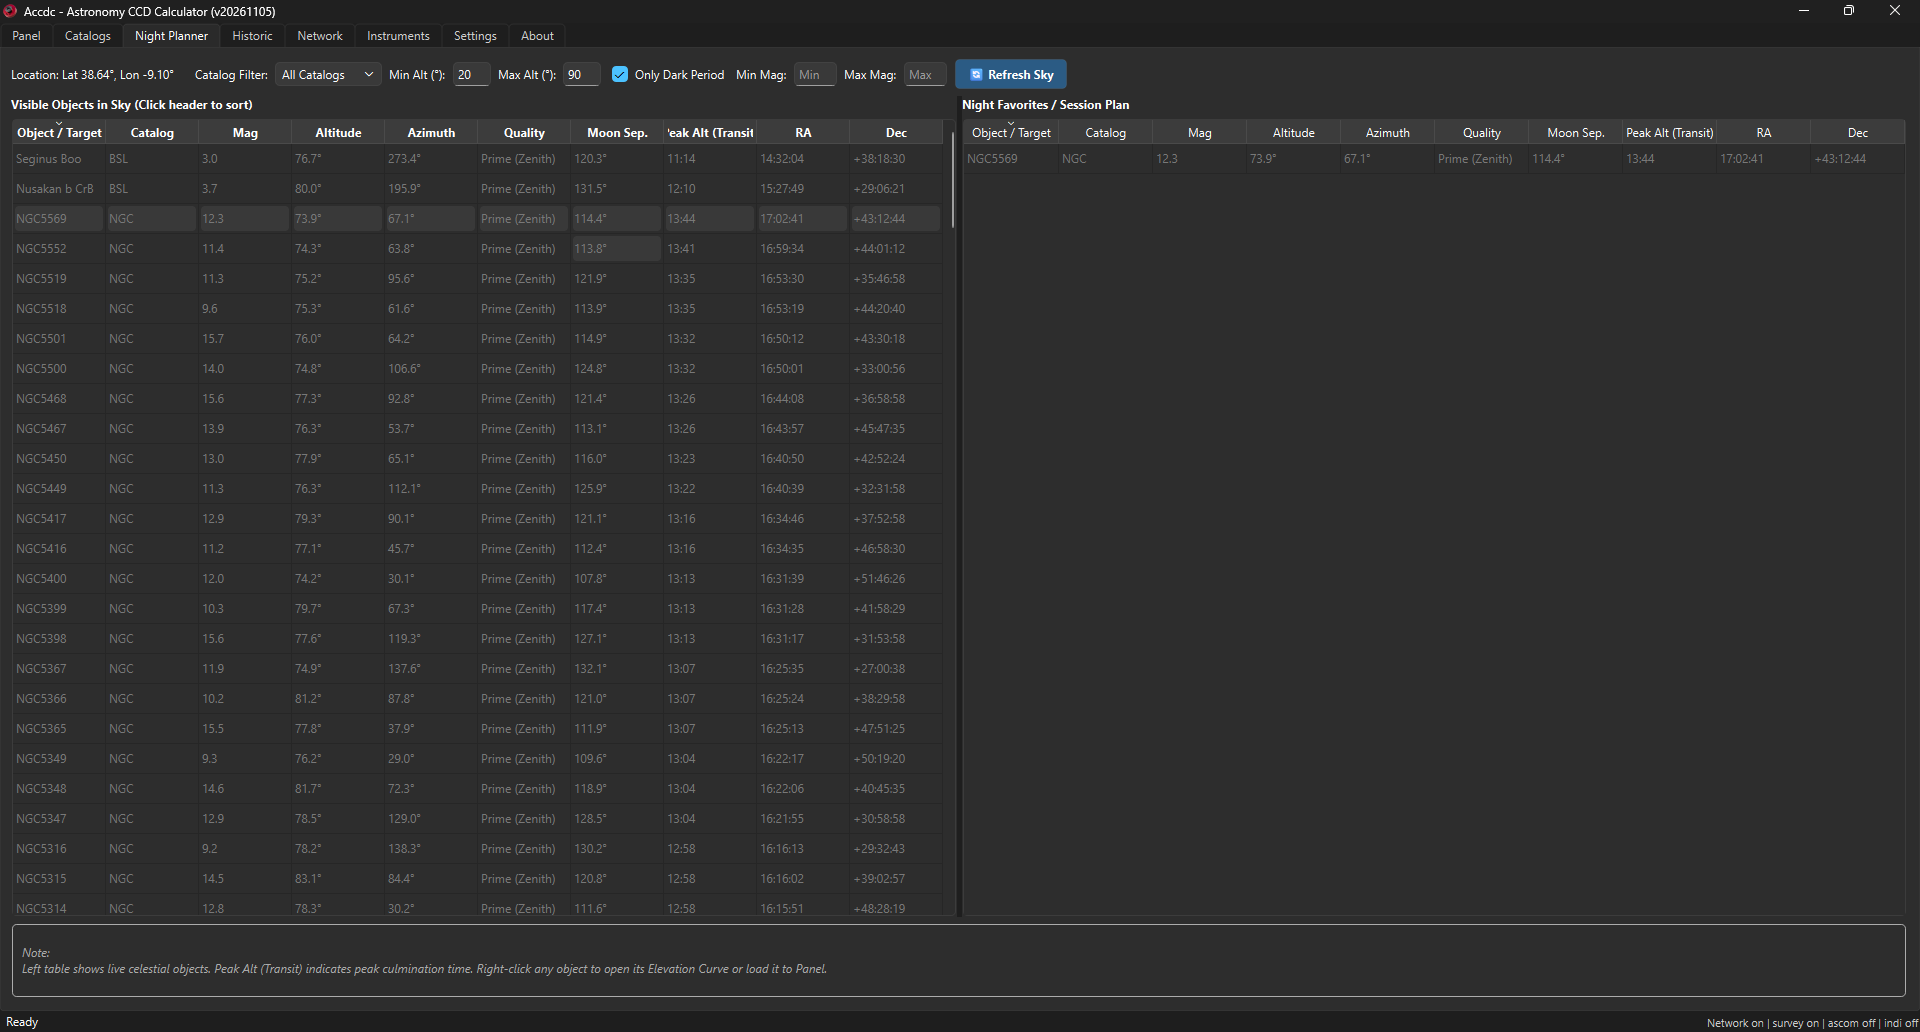 Accdc - Astronomy CCD Calculator (v20261105)
Panel Catalogs Night Planner Historic Network Instruments Settings About
Location: Lat 38.64°, Lon -9.10° Catalog Filter: All Catalogs Min Alt (°): 20 Max Alt (°): 90 Only Dark Period Min Mag: Min Max Mag: Max Refresh Sky
Visible Objects in Sky (Click header to sort)
Object / Target Catalog Mag Altitude Azimuth Quality Moon Sep. 'eak Alt (Transit RA Dec
Seginus Boo BSL 3.0 76.7° 273.4° Prime (Zenith) 120.3° 11:14 14:32:04 +38:18:30
Nusakan b CrB BSL 3.7 80.0° 195.9° Prime (Zenith) 131.5° 12:10 15:27:49 +29:06:21
NGC5569 NGC 12.3 73.9° 67.1° Prime (Zenith) 114.4° 13:44 17:02:41 +43:12:44
NGC5552 NGC 11.4 74.3° 63.8° Prime (Zenith) 113.8° 13:41 16:59:34 +44:01:12
NGC5519 NGC 11.3 75.2° 95.6° Prime (Zenith) 121.9° 13:35 16:53:30 +35:46:58
NGC5518 NGC 9.6 75.3° 61.6° Prime (Zenith) 113.9° 13:35 16:53:19 +44:20:40
NGC5501 NGC 15.7 76.0° 64.2° Prime (Zenith) 114.9° 13:32 16:50:12 +43:30:18
NGC5500 NGC 14.0 74.8° 106.6° Prime (Zenith) 124.8° 13:32 16:50:01 +33:00:56
NGC5468 NGC 15.6 77.3° 92.8° Prime (Zenith) 121.4° 13:26 16:44:08 +36:58:58
NGC5467 NGC 13.9 76.3° 53.7° Prime (Zenith) 113.1° 13:26 16:43:57 +45:47:35
NGC5450 NGC 13.0 77.9° 65.1° Prime (Zenith) 116.0° 13:23 16:40:50 +42:52:24
NGC5449 NGC 11.3 76.3° 112.1° Prime (Zenith) 125.9° 13:22 16:40:39 +32:31:58
NGC5417 NGC 12.9 79.3° 90.1° Prime (Zenith) 121.1° 13:16 16:34:46 +37:52:58
NGC5416 NGC 11.2 77.1° 45.7° Prime (Zenith) 112.4° 13:16 16:34:35 +46:58:30
NGC5400 NGC 12.0 74.2° 30.1° Prime (Zenith) 107.8° 13:13 16:31:39 +51:46:26
NGC5399 NGC 10.3 79.7° 67.3° Prime (Zenith) 117.4° 13:13 16:31:28 +41:58:29
NGC5398 NGC 15.6 77.6° 119.3° Prime (Zenith) 127.1° 13:13 16:31:17 +31:53:58
NGC5367 NGC 11.9 74.9° 137.6° Prime (Zenith) 132.1° 13:07 16:25:35 +27:00:38
NGC5366 NGC 10.2 81.2° 87.8° Prime (Zenith) 121.0° 13:07 16:25:24 +38:29:58
NGC5365 NGC 15.5 77.8° 37.9° Prime (Zenith) 111.9° 13:07 16:25:13 +47:51:25
NGC5349 NGC 9.3 76.2° 29.0° Prime (Zenith) 109.6° 13:04 16:22:17 +50:19:20
NGC5348 NGC 14.6 81.7° 72.3° Prime (Zenith) 118.9° 13:04 16:22:06 +40:45:35
NGC5347 NGC 12.9 78.5° 129.0° Prime (Zenith) 128.5° 13:04 16:21:55 +30:58:58
NGC5316 NGC 9.2 78.2° 138.3° Prime (Zenith) 130.2° 12:58 16:16:13 +29:32:43
NGC5315 NGC 14.5 83.1° 84.4° Prime (Zenith) 120.8° 12:58 16:16:02 +39:02:57
NGC5314 NGC 12.8 78.3° 30.2° Prime (Zenith) 111.6° 12:58 16:15:51 +48:28:19
Night Favorites / Session Plan
Object / Target Catalog Mag Altitude Azimuth Quality Moon Sep. Peak Alt (Transit) RA Dec
NGC5569 NGC 12.3 73.9° 67.1° Prime (Zenith) 114.4° 13:44 17:02:41 +43:12:44
Note:
Left table shows live celestial objects. Peak Alt (Transit) indicates peak culmination time. Right-click any object to open its Elevation Curve or load it to Panel.
Ready
Network on | survey on | ascom off | indi off